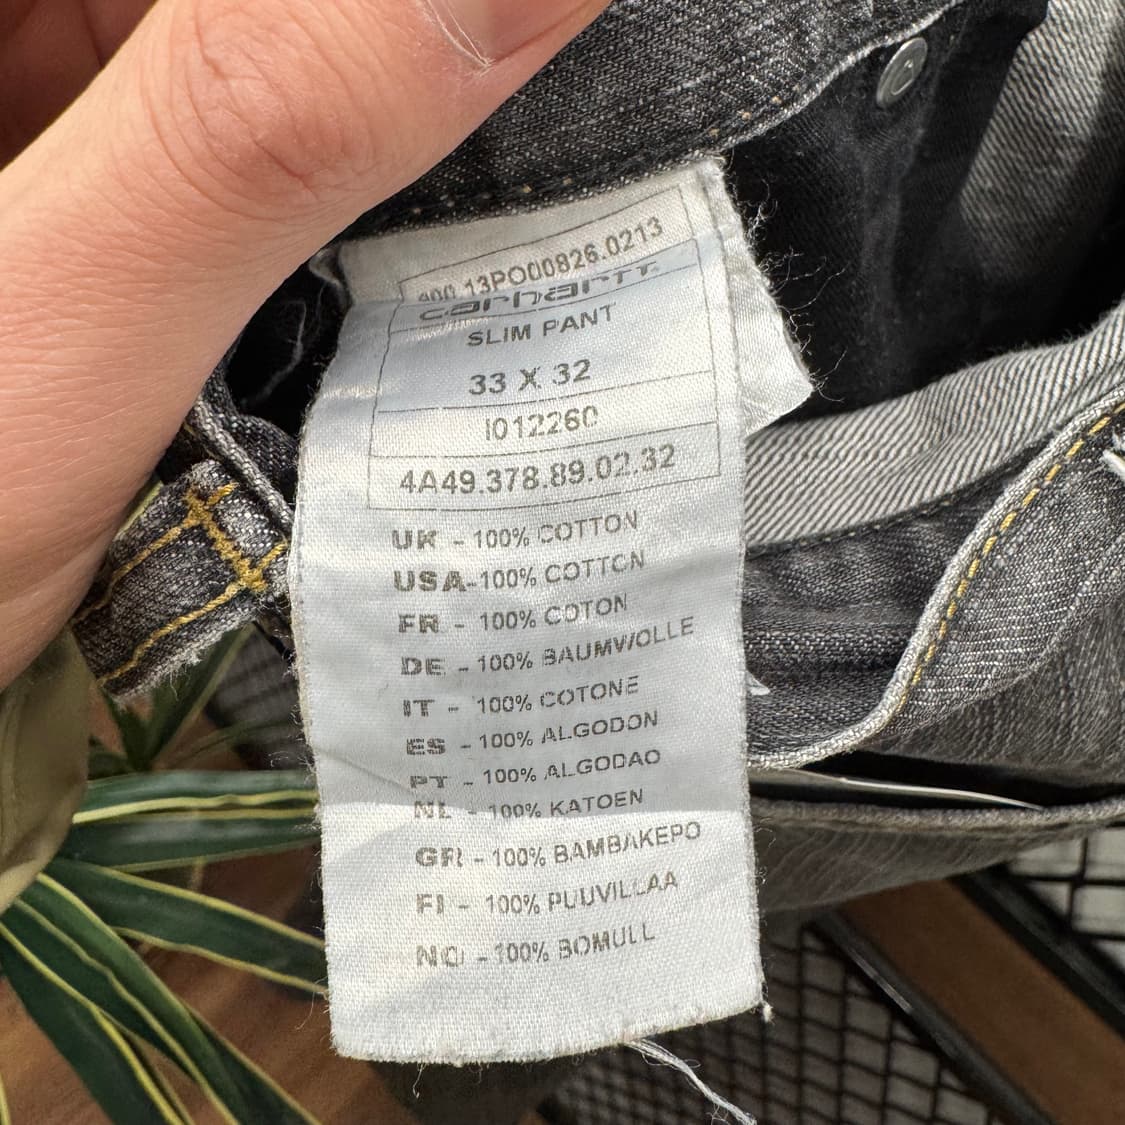 900.13PO00826.0213
carhartt
SLIM PANT
33 X 32
I012260
4A49.378.89.02.32
UK - 100% COTTON
USA-100% COTTON
FR - 100% COTON
DE - 100% BAUMWOLLE
IT - 100% COTONE
ES - 100% ALGODON
PT - 100% ALGODAO
NL - 100% KATOEN
GR - 100% BAMBAKEPO
FI - 100% PUUVILLAA
NO - 100% BOMULL